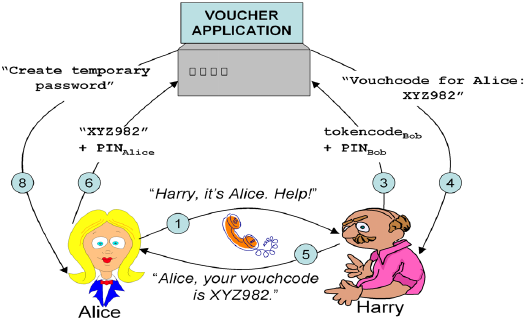 VOUCHER
APPLICATION
“Create temporary
password”
“Vouchcode for Alice:
XYZ982”
“XYZ982”
+ PINAlice
tokencodeBob
+ PINBob
8
6
3
4
“Harry, it’s Alice. Help!”
1
5
“Alice, your vouchcode
is XYZ982.”
Alice
Harry